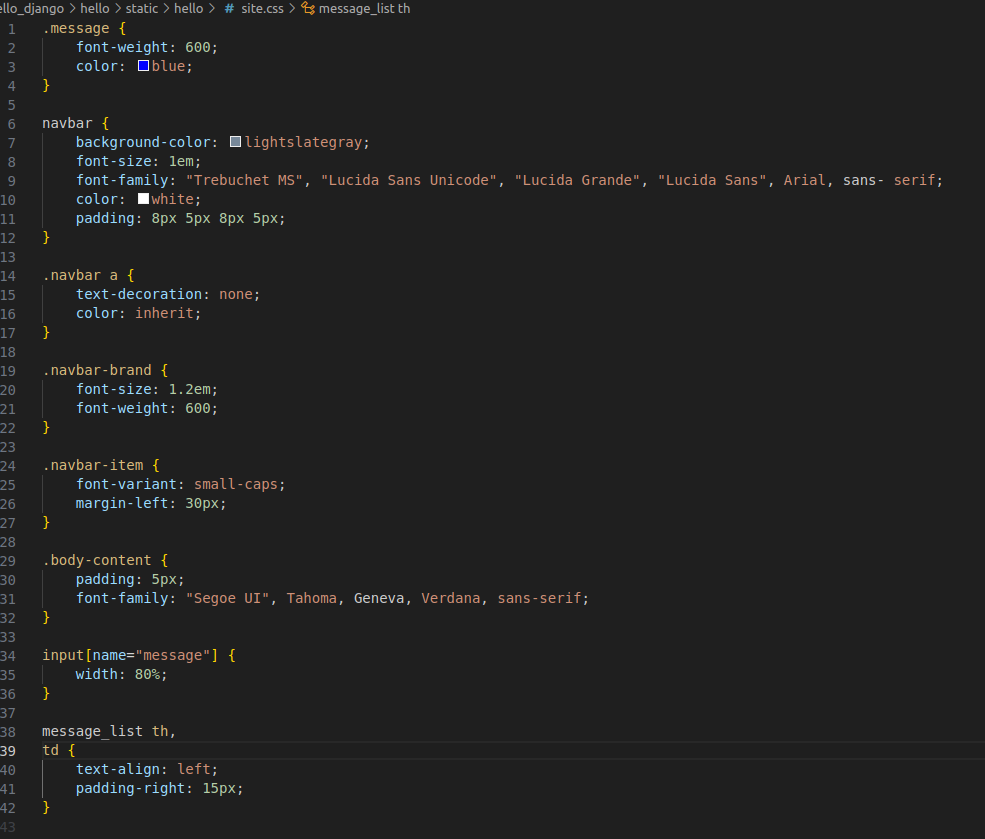 ello_django > hello > static > hello > # site.css > message_list th
1 .message {
2     font-weight: 600;
3     color: blue;
4 }
5
6 navbar {
7     background-color: lightslategray;
8     font-size: 1em;
9     font-family: "Trebuchet MS", "Lucida Sans Unicode", "Lucida Grande", "Lucida Sans", Arial, sans- serif;
10     color: white;
11     padding: 8px 5px 8px 5px;
12 }
13
14 .navbar a {
15     text-decoration: none;
16     color: inherit;
17 }
18
19 .navbar-brand {
20     font-size: 1.2em;
21     font-weight: 600;
22 }
23
24 .navbar-item {
25     font-variant: small-caps;
26     margin-left: 30px;
27 }
28
29 .body-content {
30     padding: 5px;
31     font-family: "Segoe UI", Tahoma, Geneva, Verdana, sans-serif;
32 }
33
34 input[name="message"] {
35     width: 80%;
36 }
37
38 message_list th,
39 td {
40     text-align: left;
41     padding-right: 15px;
42 }
43